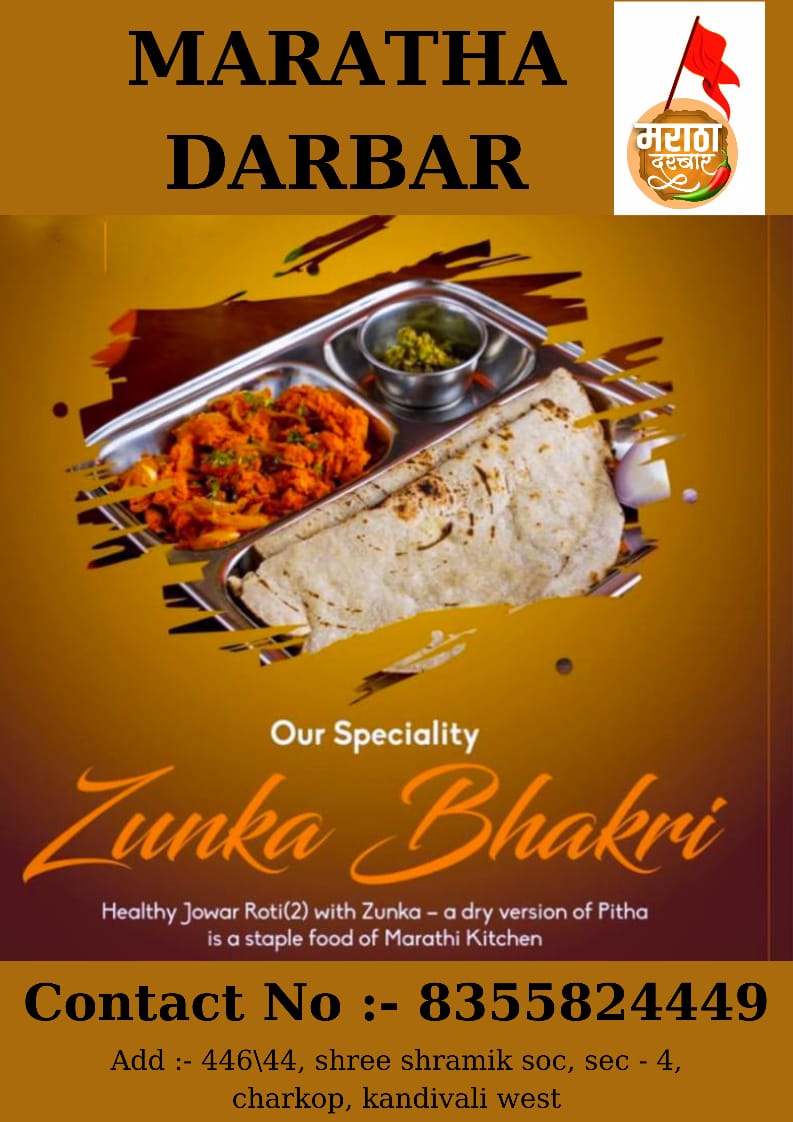 MARATHA
DARBAR
मराठा
दरबार
Our Speciality
Zunka Bhakri
Healthy Jowar Roti(2) with Zunka – a dry version of Pitha
is a staple food of Marathi Kitchen
Contact No :- 8355824449
Add :- 446\44, shree shramik soc, sec - 4,
charkop, kandivali west